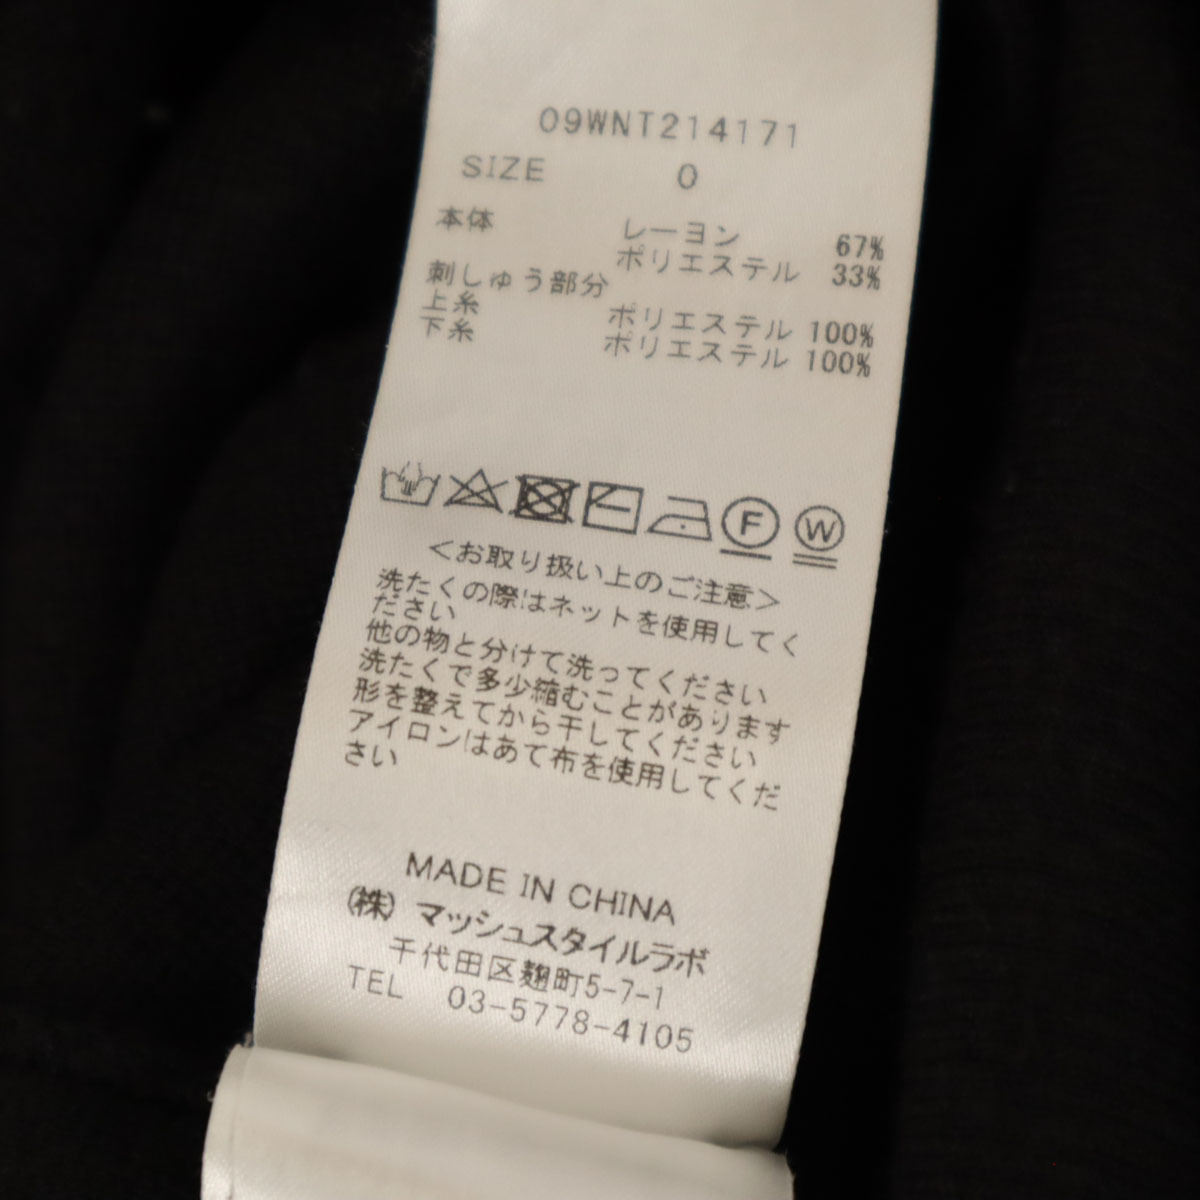 09WNT214171
SIZE 0
本体 レーヨン 67%
ポリエステル 33%
刺しゅう部分
上糸 ポリエステル 100%
下糸 ポリエステル 100%
F W
<お取り扱い上のご注意>
洗たくの際はネットを使用してく
ださい
他の物と分けて洗ってください
洗たくで多少縮むことがあります
形を整えてから干してください
アイロンはあて布を使用してくだ
さい
MADE IN CHINA
(株) マッシュスタイルラボ
千代田区麹町5-7-1
TEL 03-5778-4105